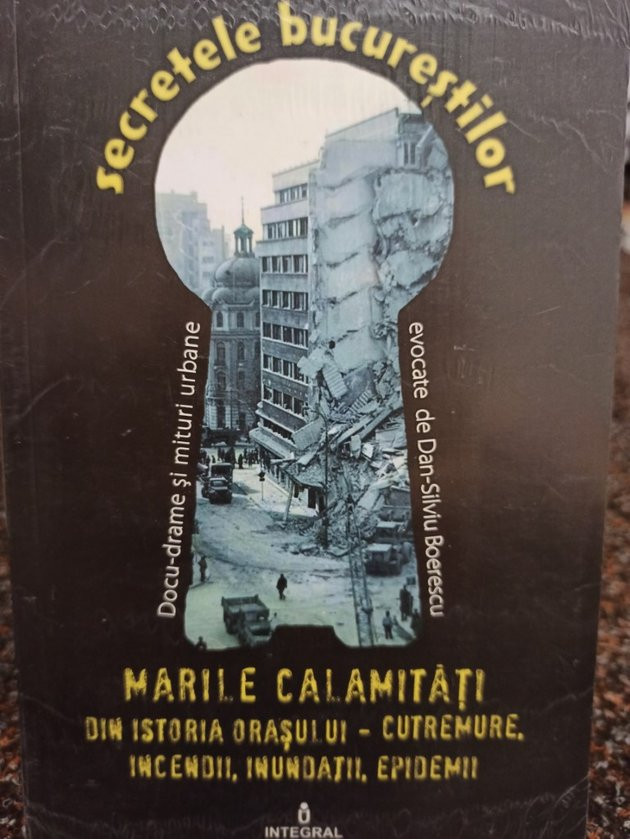 secretele bucureștilor
Docu-drame și mituri urbane
evocate de Dan-Silviu Boerescu
MARILE CALAMITĂȚI
DIN ISTORIA ORAȘULUI – CUTREMURE,
INCENDII, INUNDAȚII, EPIDEMII
INTEGRAL